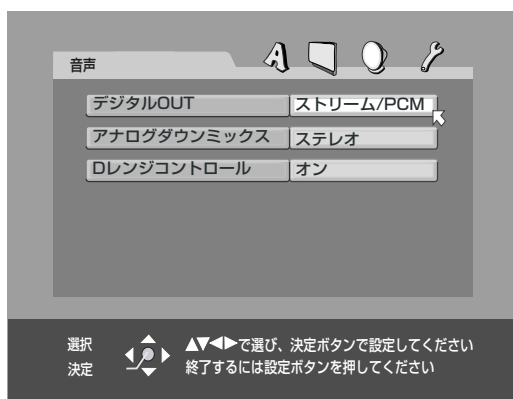 音声
デジタルOUT ストリーム/PCM
アナログダウンミックス ステレオ
Dレンジコントロール オン
選択 ▲▼◀▶で選び、決定ボタンで設定してください
決定 終了するには設定ボタンを押してください